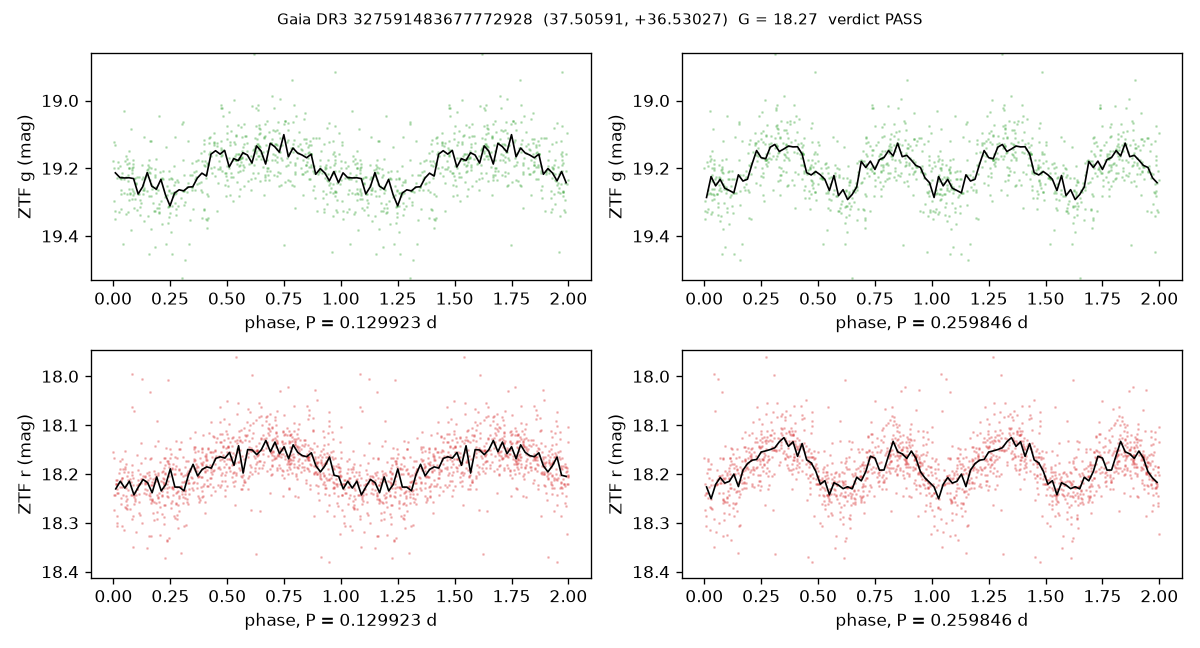 Gaia DR3 327591483677772928  (37.50591, +36.53027)  G = 18.27  verdict PASS
ZTF g (mag)
19.0
19.2
19.4
0.00 0.25 0.50 0.75 1.00 1.25 1.50 1.75 2.00
phase, P = 0.129923 d
ZTF g (mag)
19.0
19.2
19.4
0.00 0.25 0.50 0.75 1.00 1.25 1.50 1.75 2.00
phase, P = 0.259846 d
ZTF r (mag)
18.0
18.1
18.2
18.3
18.4
0.00 0.25 0.50 0.75 1.00 1.25 1.50 1.75 2.00
phase, P = 0.129923 d
ZTF r (mag)
18.0
18.1
18.2
18.3
18.4
0.00 0.25 0.50 0.75 1.00 1.25 1.50 1.75 2.00
phase, P = 0.259846 d